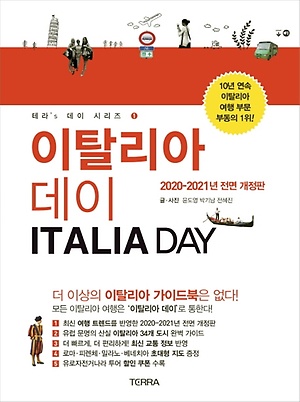 10년 연속
이탈리아
여행 부문
부동의 1위!
테라's 데이 시리즈 1
이탈리아
데이
2020-2021년 전면 개정판
글·사진 윤도영 박기남 전혜진
ITALIA DAY
더 이상의 이탈리아 가이드북은 없다!
모든 이탈리아 여행은 '이탈리아 데이'로 통한다!
1 최신 여행 트렌드를 반영한 2020-2021년 전면 개정판
2 유럽 문명의 산실 이탈리아 34개 도시 완벽 가이드
3 더 빠르게, 더 편리하게! 최신 교통 정보 반영
4 로마·피렌체·밀라노·베네치아 초대형 지도 증정
5 유로자전거나라 투어 할인 쿠폰 수록
TERRA